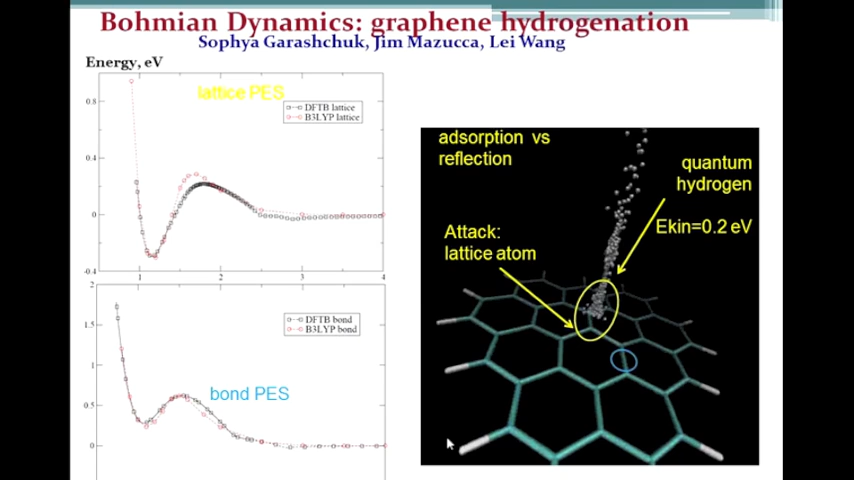 Bohmian Dynamics: graphene hydrogenation
Sophya Garashchuk, Jim Mazucca, Lei Wang
Energy, eV
lattice PES
DFTB lattice
B3LYP lattice
0.8
0.4
0
-0.4
1
2
3
4
2
1.5
1
0.5
0
DFTB bond
B3LYP bond
bond PES
adsorption vs
reflection
quantum
hydrogen
Ekin=0.2 eV
Attack:
lattice atom